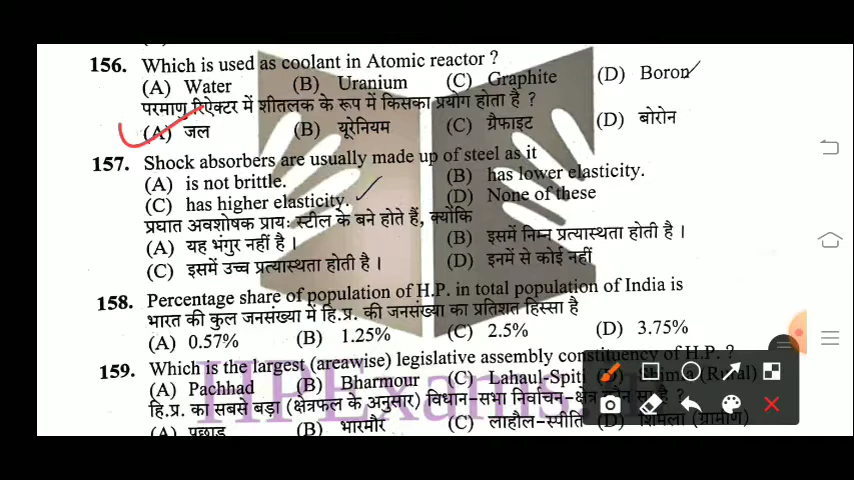 156. Which is used as coolant in Atomic reactor ?
(A) Water (B) Uranium (C) Graphite (D) Boron
परमाणु रिऐक्टर में शीतलक के रूप में किसका प्रयोग होता है ?
(A) जल (B) यूरेनियम (C) ग्रैफाइट (D) बोरोन
157. Shock absorbers are usually made up of steel as it
(A) is not brittle. (B) has lower elasticity.
(C) has higher elasticity. (D) None of these
प्रघात अवशोषक प्रायः स्टील के बने होते हैं, क्योंकि
(A) यह भंगुर नहीं है । (B) इसमें निम्न प्रत्यास्थता होती है ।
(C) इसमें उच्च प्रत्यास्थता होती है । (D) इनमें से कोई नहीं
158. Percentage share of population of H.P. in total population of India is
भारत की कुल जनसंख्या में हि.प्र. की जनसंख्या का प्रतिशत हिस्सा है
(A) 0.57% (B) 1.25% (C) 2.5% (D) 3.75%
159. Which is the largest (areawise) legislative assembly constituency of H.P. ?
(A) Pachhad (B) Bharmour (C) Lahaul-Spiti (D) Shimla (Rural)
हि.प्र. का सबसे बड़ा (क्षेत्रफल के अनुसार) विधान-सभा निर्वाचन-क्षेत्र कौन सा है ?
(A) पच्छाड़ (B) भारमौर (C) लाहौल-स्पीति (D) शिमला (ग्रामीण)